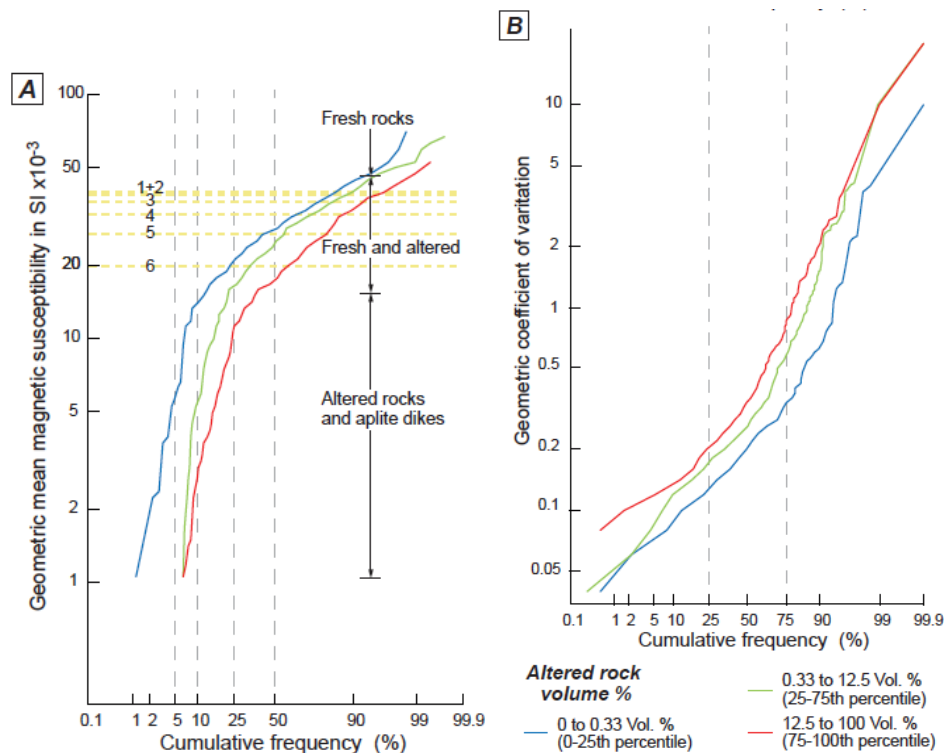 A
Geometric mean magnetic susceptibility in SI x10-3
100
50
20
10
5
2
1
1+2
3
4
5
6
Fresh rocks
Fresh and altered
Altered rocks
and aplite dikes
0.1 1 2 5 10 25 50 90 99 99.9
Cumulative frequency (%)
B
Geometric coefficient of varitation
10
5
2
1
0.5
0.2
0.1
0.05
0.1 1 2 5 10 25 50 75 90 99 99.9
Cumulative frequency (%)
Altered rock
volume %
0 to 0.33 Vol. %
(0-25th percentile)
0.33 to 12.5 Vol. %
(25-75th percentile)
12.5 to 100 Vol. %
(75-100th percentile)